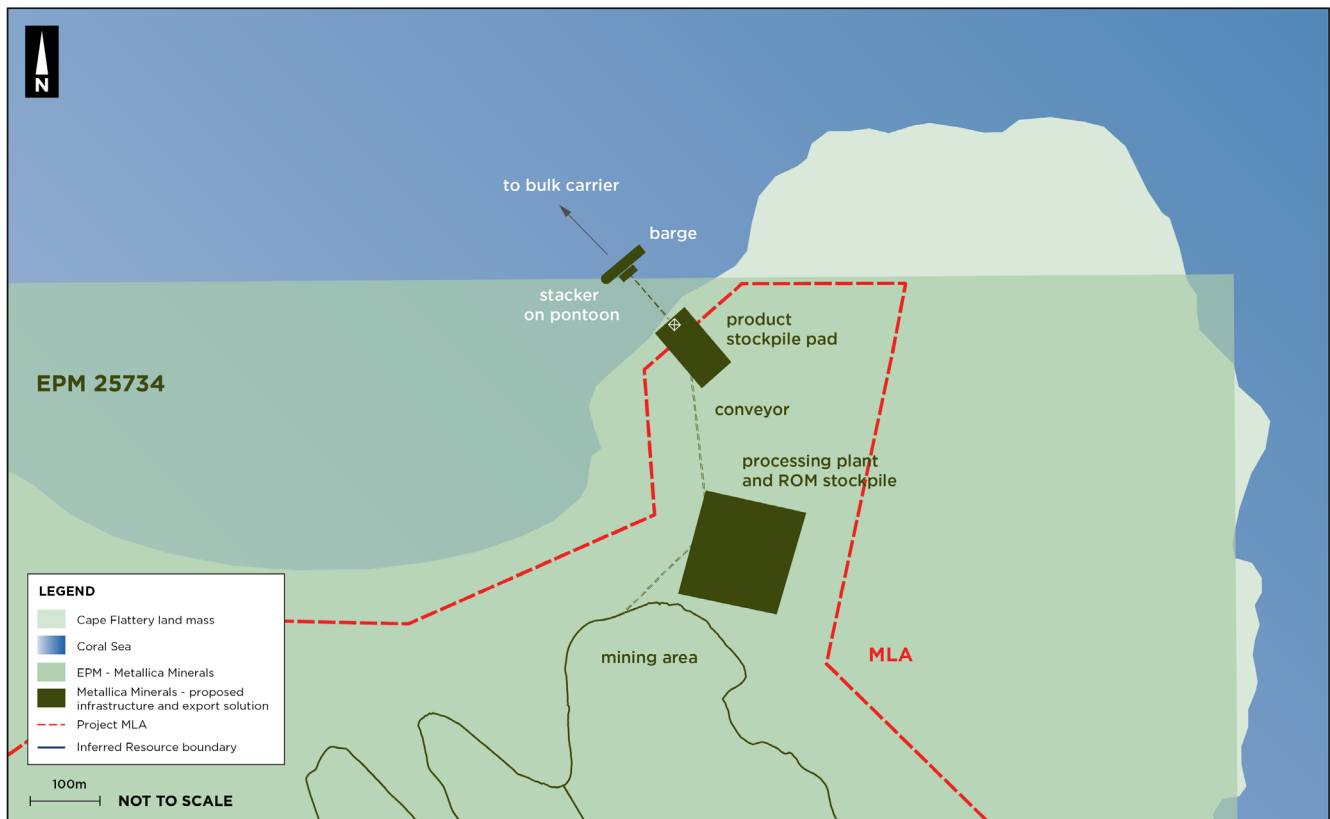 N
to bulk carrier
barge
stacker
on pontoon
product
stockpile pad
EPM 25734
conveyor
processing plant
and ROM stockpile
mining area
MLA
LEGEND
Cape Flattery land mass
Coral Sea
EPM - Metallica Minerals
Metallica Minerals - proposed
infrastructure and export solution
Project MLA
Inferred Resource boundary
100m
NOT TO SCALE